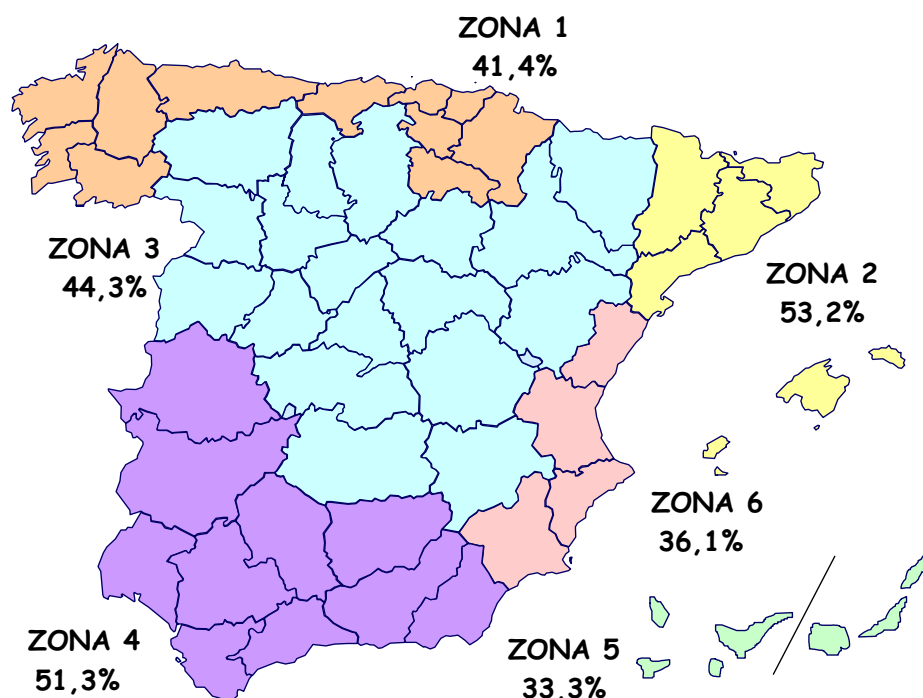 ZONA 1
41,4%
ZONA 3
44,3%
ZONA 2
53,2%
ZONA 6
36,1%
ZONA 4
51,3%
ZONA 5
33,3%